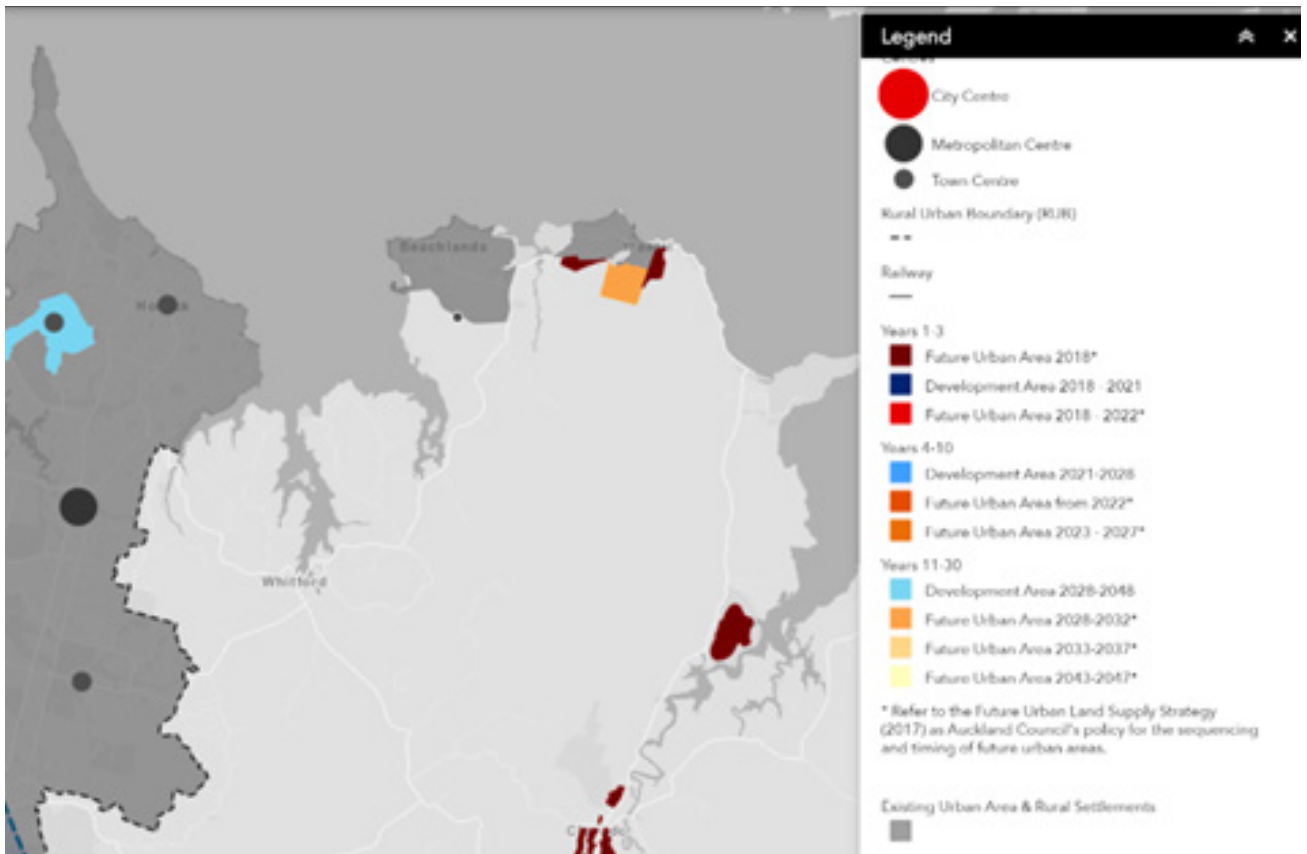 Legend
Centres
City Centre
Metropolitan Centre
Town Centre
Rural Urban Boundary (RUB)
Railway
Years 1-3
Future Urban Area 2018*
Development Area 2018 - 2021
Future Urban Area 2018 - 2022*
Years 4-10
Development Area 2021-2028
Future Urban Area from 2022*
Future Urban Area 2023 - 2027*
Years 11-30
Development Area 2028-2048
Future Urban Area 2028-2032*
Future Urban Area 2033-2037*
Future Urban Area 2043-2047*
* Refer to the Future Urban Land Supply Strategy
(2017) as Auckland Council's policy for the sequencing
and timing of future urban areas.
Existing Urban Area & Rural Settlements
Beachlands
Whitford